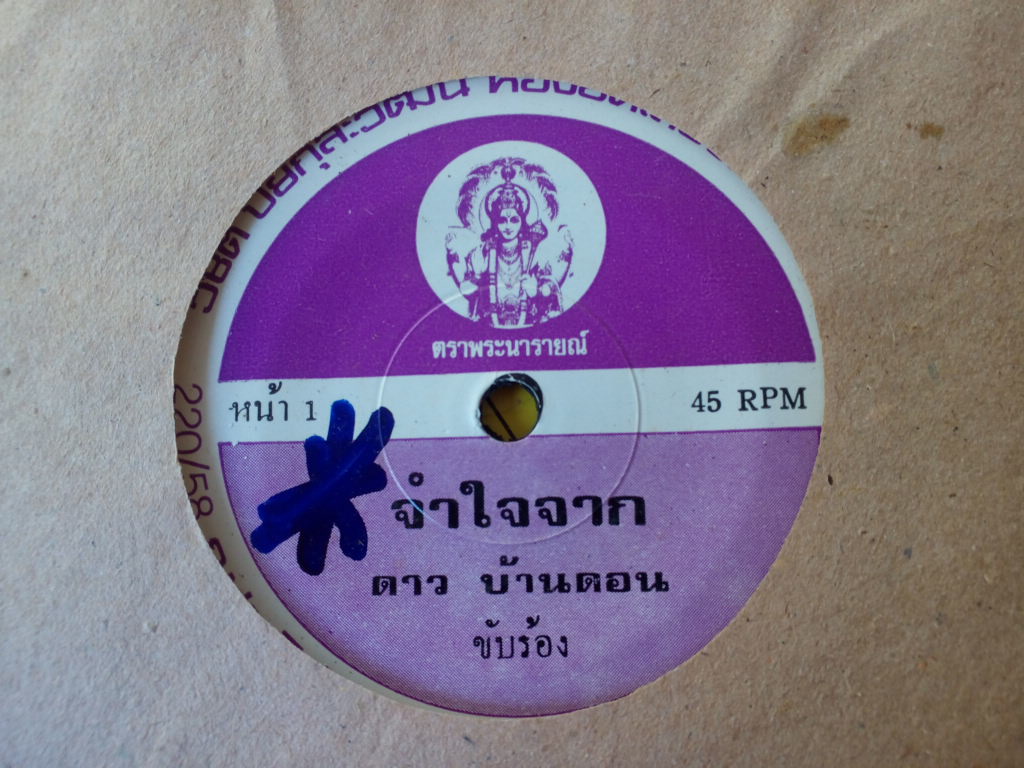 ตราพระนารายณ์
หน้า 1
45 RPM
220/58
จำใจจาก
ดาว บ้านดอน
ขับร้อง